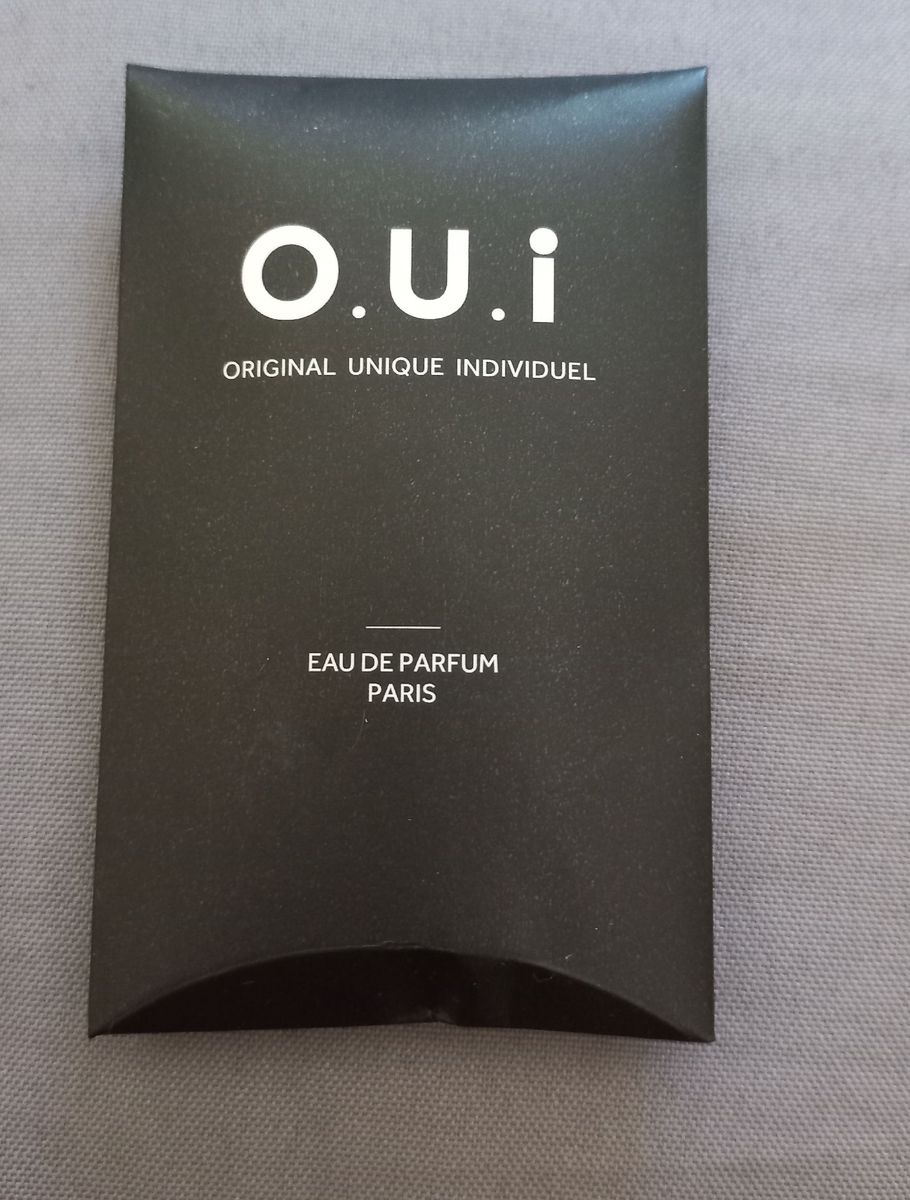 O.U.i
ORIGINAL UNIQUE INDIVIDUEL
EAU DE PARFUM
PARIS